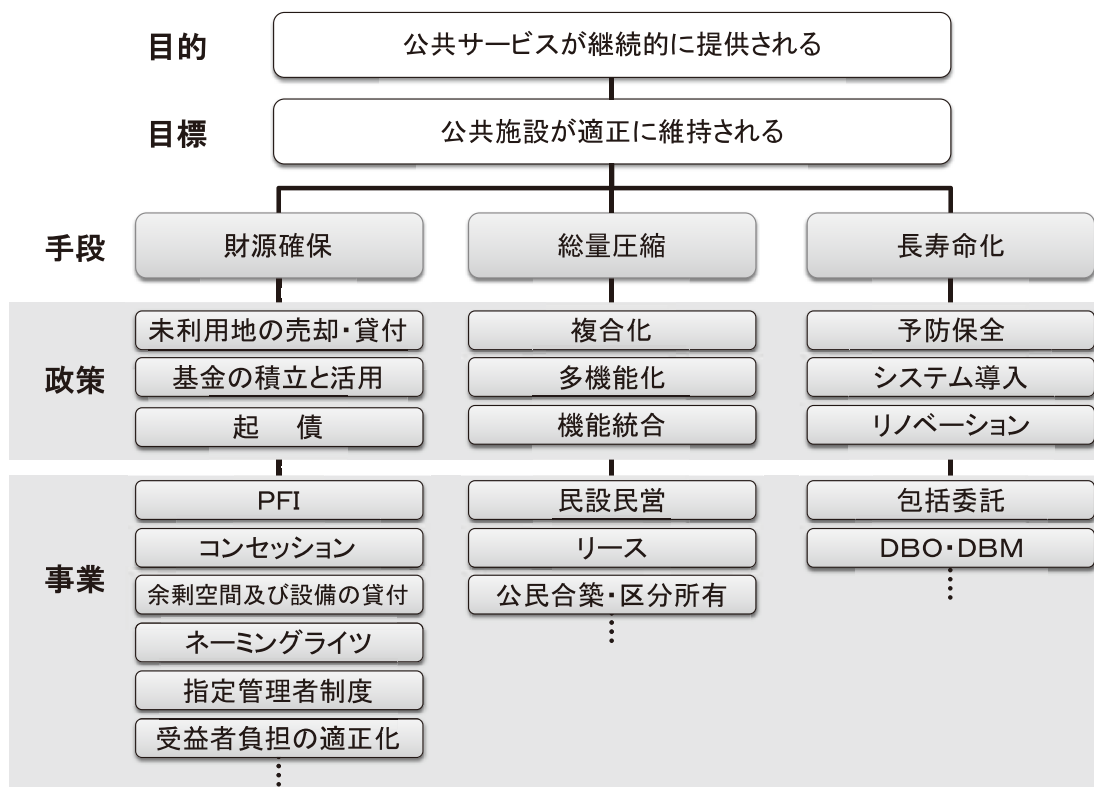 目的
公共サービスが継続的に提供される
目標
公共施設が適正に維持される
手段
財源確保
総量圧縮
長寿命化
政策
未利用地の売却・貸付
基金の積立と活用
起 債
複合化
多機能化
機能統合
予防保全
システム導入
リノベーション
事業
PFI
コンセッション
余剰空間及び設備の貸付
ネーミングライツ
指定管理者制度
受益者負担の適正化
民設民営
リース
公民合築・区分所有
包括委託
DBO・DBM